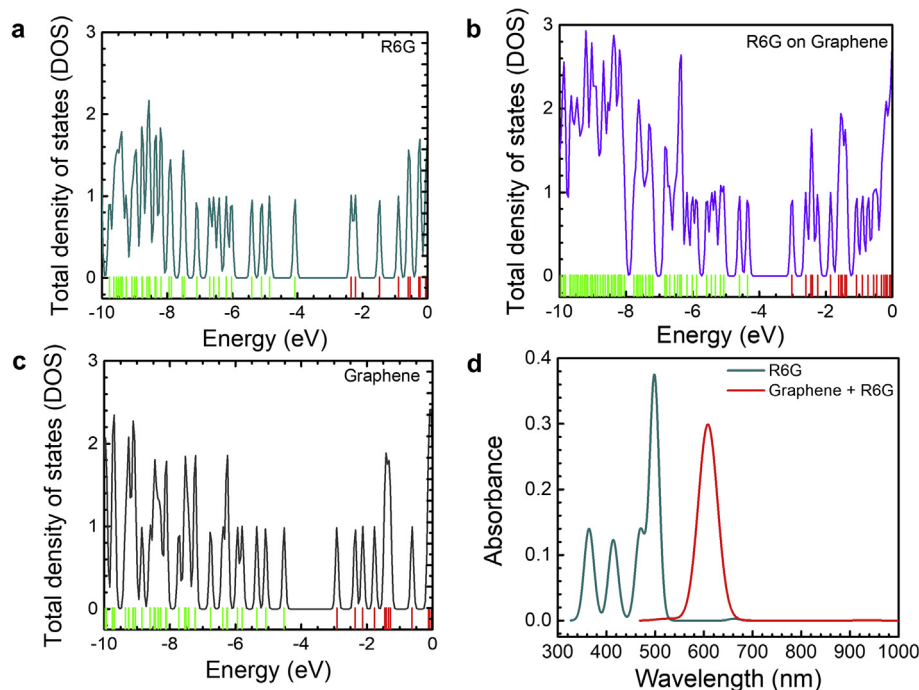 a
R6G
Total density of states (DOS)
3
2
1
0
-10 -8 -6 -4 -2 0
Energy (eV)
b
R6G on Graphene
Total density of states (DOS)
3
2
1
0
-10 -8 -6 -4 -2 0
Energy (eV)
c
Graphene
Total density of states (DOS)
3
2
1
0
-10 -8 -6 -4 -2 0
Energy (eV)
d
R6G
Graphene + R6G
Absorbance
0.4
0.3
0.2
0.1
0.0
300 400 500 600 700 800 900 1000
Wavelength (nm)